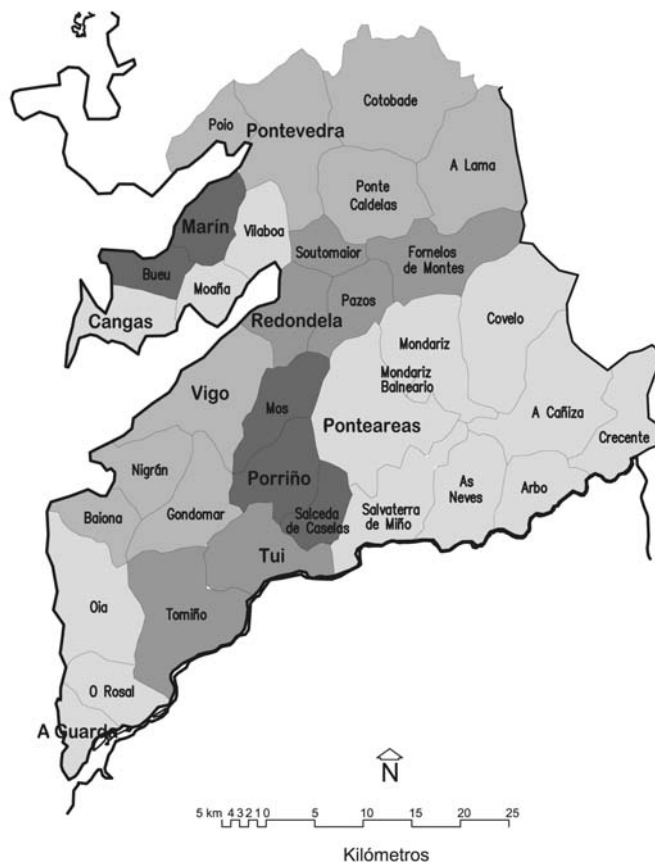 Cotobade
Poio
Pontevedra
A Lama
Ponte
Caldelas
Marín
Vilaboa
Soutomaior
Fornelos
de Montes
Bueu
Moaña
Pazos
Cangas
Redondela
Covelo
Mondariz
Mondariz
Balneario
Vigo
Mos
A Cañiza
Ponteareas
Crecente
Nigrán
Porriño
As
Neves
Arbo
Baiona
Gondomar
Salceda
de Caselas
Salvaterra
de Miño
Tui
Oia
Tomiño
O Rosal
A Guarda
N
5 km 4 3 2 1 0 5 10 15 20 25
Kilómetros